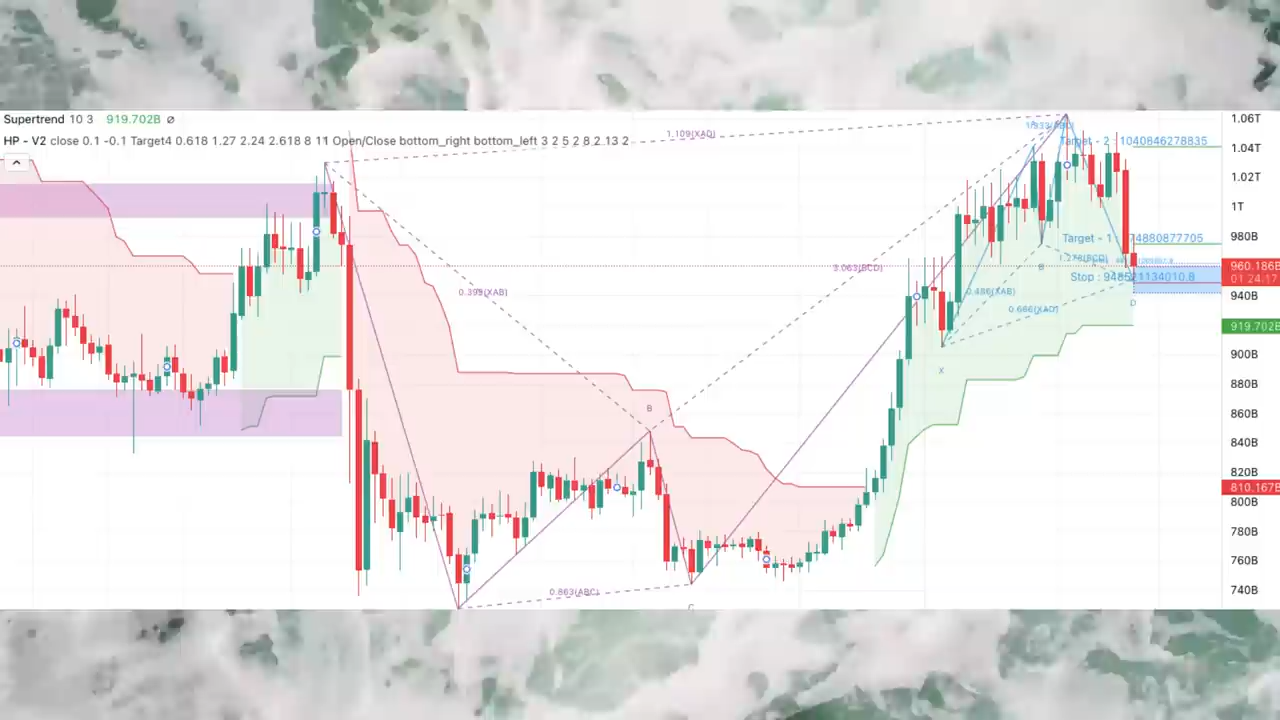 Supertrend 10 3 919.702B ⌀
HP - V2 close 0.1 -0.1 Target4 0.618 1.27 2.24 2.618 8 11 Open/Close bottom_right bottom_left 3 2 5 2 8 2.13 2
1.109(XAD)
Target - 2 : 1040846278835
Target - 1 : 74880877705
3.063(BCD)
Stop : 948521134010.8
0.395(XAB)
0.486(XAB)
0.686(XAD)
B
X
D
B
0.863(ABC)
C
1.06T
1.04T
1.02T
1T
980B
960.186B
01:24:17
940B
919.702B
900B
880B
860B
840B
820B
810.167B
800B
780B
760B
740B